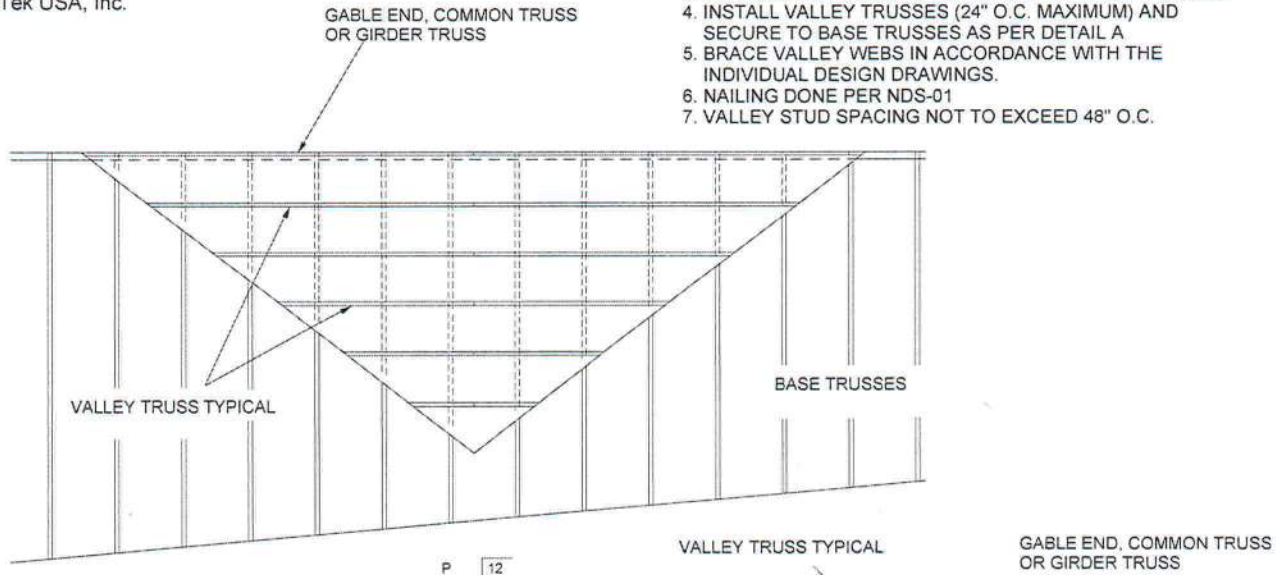 Tek USA, Inc.
GABLE END, COMMON TRUSS
OR GIRDER TRUSS
4. INSTALL VALLEY TRUSSES (24" O.C. MAXIMUM) AND
SECURE TO BASE TRUSSES AS PER DETAIL A
5. BRACE VALLEY WEBS IN ACCORDANCE WITH THE
INDIVIDUAL DESIGN DRAWINGS.
6. NAILING DONE PER NDS-01
7. VALLEY STUD SPACING NOT TO EXCEED 48" O.C.
BASE TRUSSES
VALLEY TRUSS TYPICAL
VALLEY TRUSS TYPICAL
GABLE END, COMMON TRUSS
OR GIRDER TRUSS
P 12